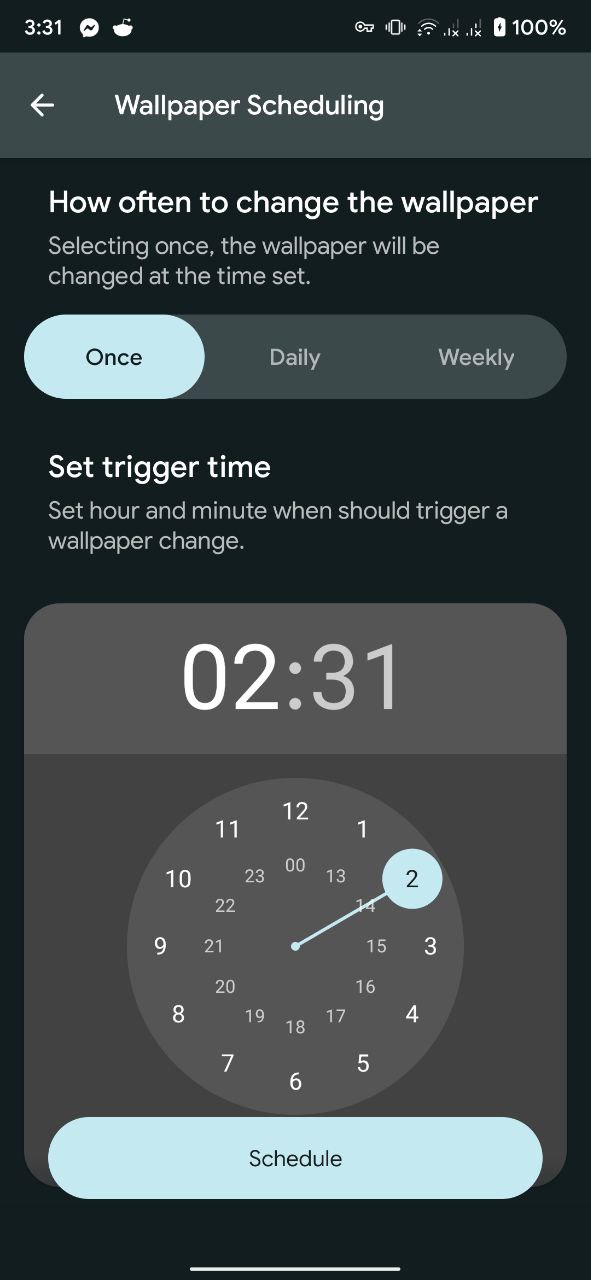 3:31
100%
Wallpaper Scheduling
How often to change the wallpaper
Selecting once, the wallpaper will be
changed at the time set.
Once
Daily
Weekly
Set trigger time
Set hour and minute when should trigger a
wallpaper change.
02:31
12
11
1
00
23
13
10
2
22
14
9
21
15
3
20
16
8
4
19
17
18
7
5
6
Schedule